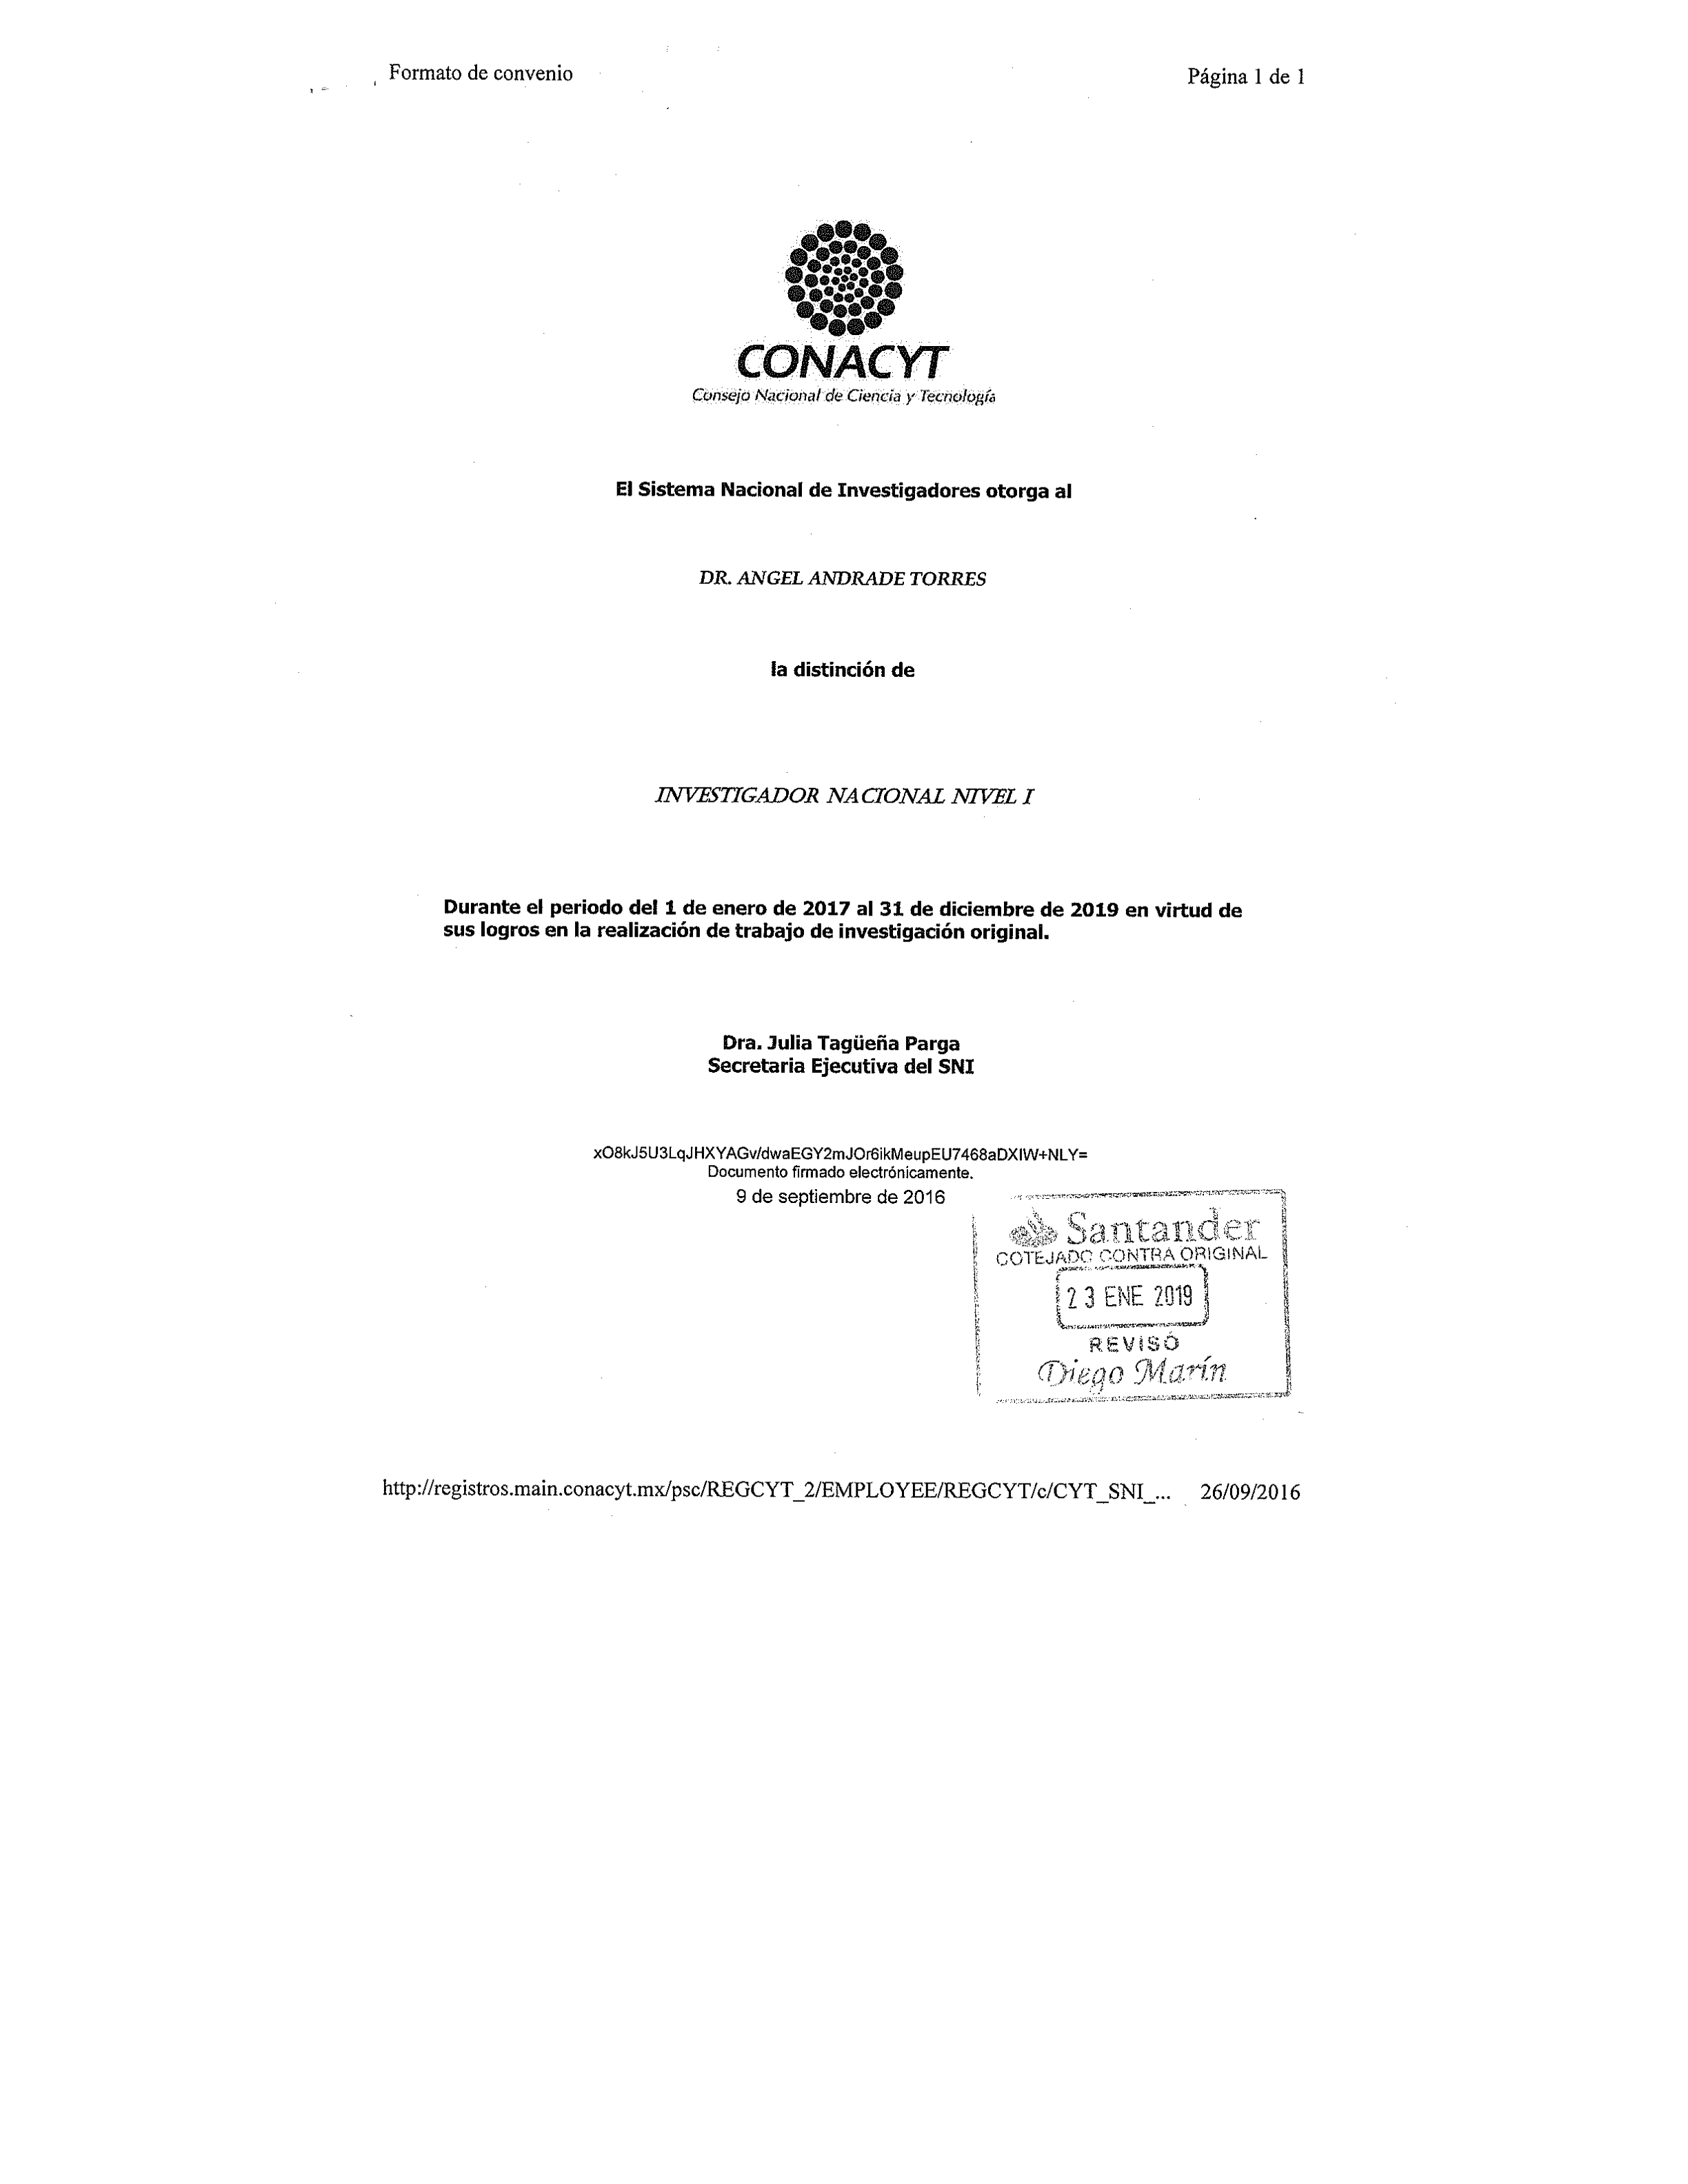 Formato de convenio
Página 1 de 1
CONACYT
Consejo Nacional de Ciencia y Tecnología
El Sistema Nacional de Investigadores otorga al
DR. ANGEL ANDRADE TORRES
la distinción de
INVESTIGADOR NACIONAL NIVEL I
Durante el periodo del 1 de enero de 2017 al 31 de diciembre de 2019 en virtud de
sus logros en la realización de trabajo de investigación original.
Dra. Julia Tagüeña Parga
Secretaria Ejecutiva del SNI
xO8kJ5U3LqJHXYAGv/dwaEGY2mJOr6ikMeupEU7468aDXIW+NLY=
Documento firmado electrónicamente.
9 de septiembre de 2016
Santander
COTEJADO CONTRA ORIGINAL
23 ENE 2019
REVISÓ
Diego Marín
http://registros.main.conacyt.mx/psc/REGCYT_2/EMPLOYEE/REGCYT/c/CYT_SNI_... 26/09/2016